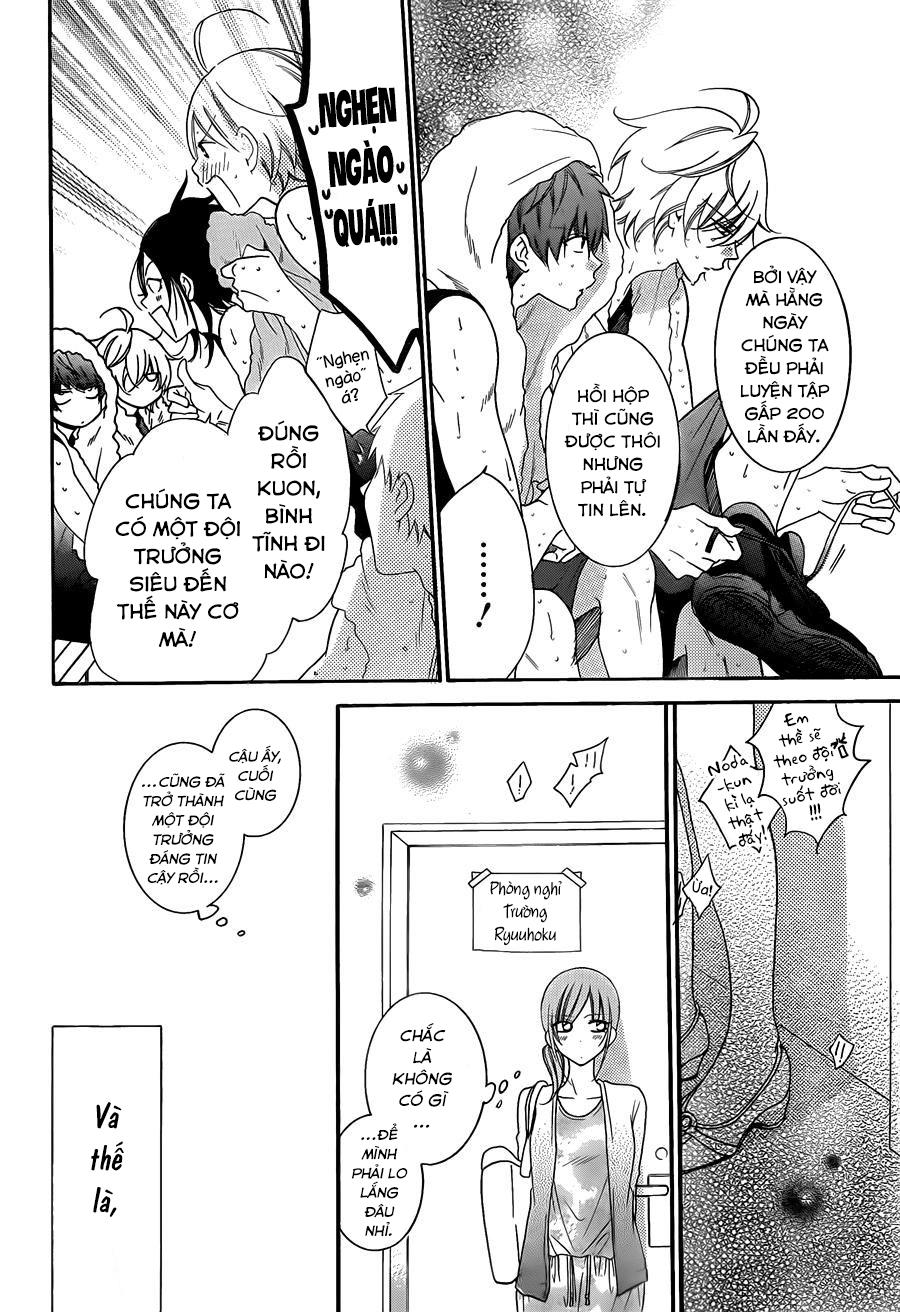 BỞI VẬY
MÀ HẰNG
NGÀY
CHÚNG TA
ĐỀU PHẢI
LUYỆN TẬP
GẤP 200
LẦN ĐẤY.
HỒI HỘP
THÌ CŨNG
ĐƯỢC THÔI
NHƯNG
PHẢI TỰ
TIN LÊN.
......!
NGHẸN
NGÀO
QUÁ!!!
"Nghẹn
ngào"
á?
ĐÚNG
RỒI
KUON,
BÌNH
TĨNH ĐI
NÀO!
CHÚNG TA
CÓ MỘT ĐỘI
TRƯỞNG
SIÊU ĐẾN
THẾ NÀY CƠ
MÀ!
Em
thề sẽ
theo đội
trưởng
suốt đời
!!!
Noda
-kun
kì lạ
thật
đấy!
Ừa!
!
!
Phòng nghỉ
Trường
Ryuuhoku
CHẮC
LÀ
KHÔNG
CÓ GÌ
...
...ĐỂ
MÌNH
PHẢI LO
LẮNG
ĐÂU
NHỈ.
CẬU ẤY,
CUỐI
CÙNG
...CŨNG ĐÃ
TRỞ THÀNH
MỘT ĐỘI
TRƯỞNG
ĐÁNG TIN
CẬY RỒI...
Và
thế
là,